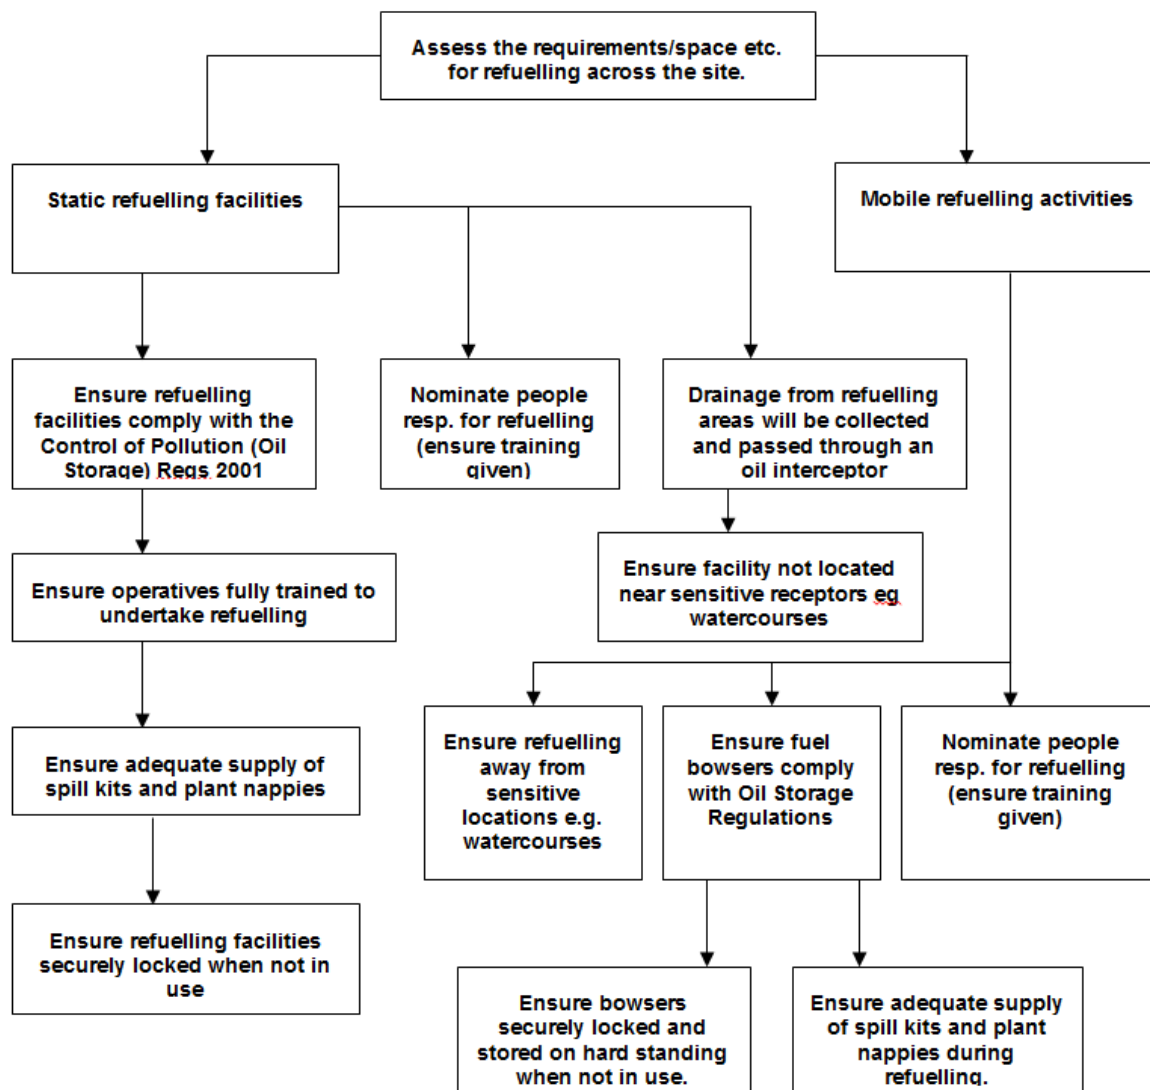 Assess the requirements/space etc.
for refuelling across the site.
Static refuelling facilities
Mobile refuelling activities
Ensure refuelling
facilities comply with the
Control of Pollution (Oil
Storage) Regs 2001
Nominate people
resp. for refuelling
(ensure training
given)
Drainage from refuelling
areas will be collected
and passed through an
oil interceptor
Ensure facility not located
near sensitive receptors eg
watercourses
Ensure operatives fully trained to
undertake refuelling
Ensure adequate supply of
spill kits and plant nappies
Ensure refuelling facilities
securely locked when not in
use
Ensure refuelling
away from
sensitive
locations e.g.
watercourses
Ensure fuel
bowsers comply
with Oil Storage
Regulations
Nominate people
resp. for refuelling
(ensure training
given)
Ensure bowsers
securely locked and
stored on hard standing
when not in use.
Ensure adequate supply
of spill kits and plant
nappies during
refuelling.